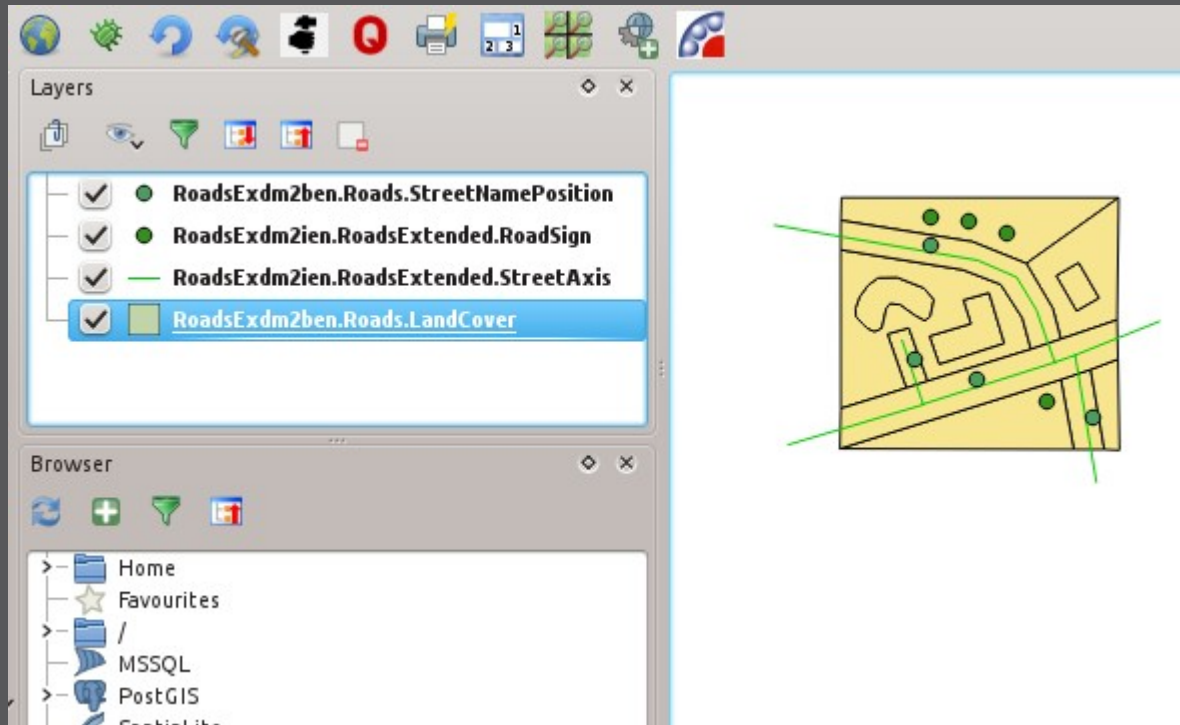 Layers
RoadsExdm2ben.Roads.StreetNamePosition
RoadsExdm2ien.RoadsExtended.RoadSign
RoadsExdm2ien.RoadsExtended.StreetAxis
RoadsExdm2ben.Roads.LandCover
Browser
Home
Favourites
/
MSSQL
PostGIS